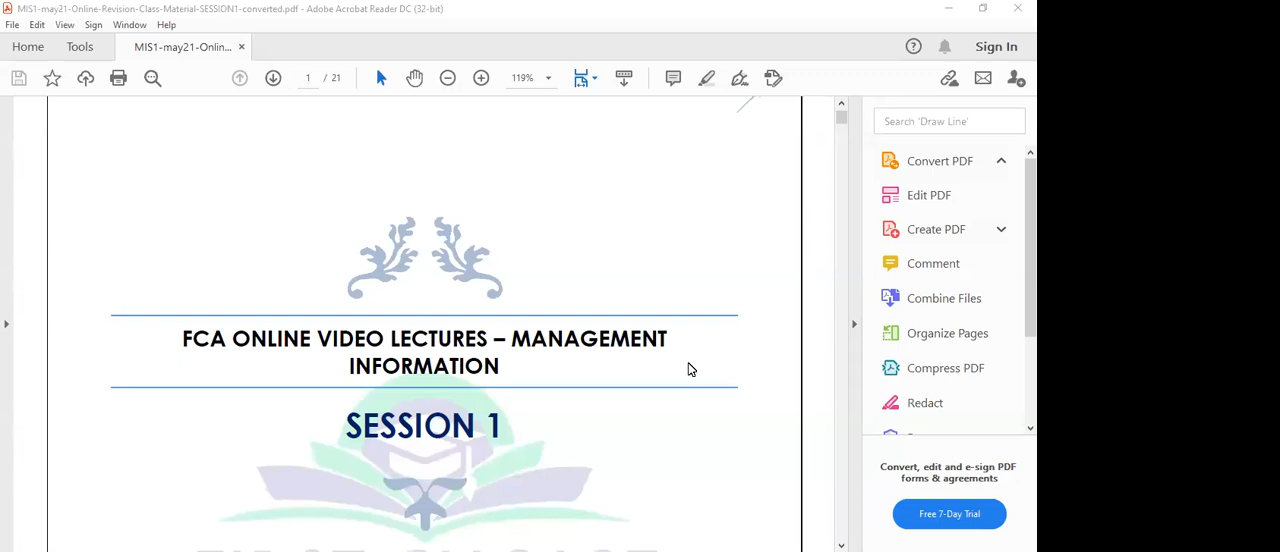 MIS1-may21-Online-Revision-Class-Material-SESSION1-converted.pdf - Adobe Acrobat Reader DC (32-bit)
File Edit View Sign Window Help
Home Tools MIS1-may21-Onlin... × Sign In
1 / 21 119%
Search 'Draw Line'
Convert PDF
Edit PDF
Create PDF
Comment
Combine Files
Organize Pages
Compress PDF
Redact
Convert, edit and e-sign PDF
forms & agreements
Free 7-Day Trial
FCA ONLINE VIDEO LECTURES – MANAGEMENT
INFORMATION
SESSION 1